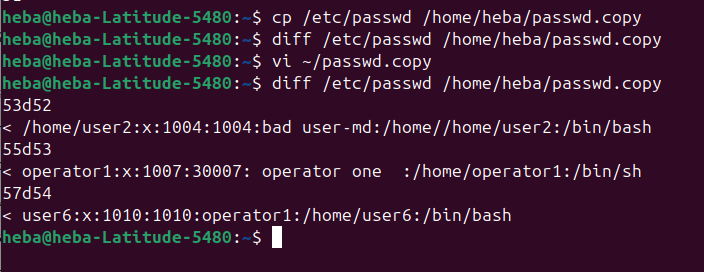 heba@heba-Latitude-5480:~$ cp /etc/passwd /home/heba/passwd.copy
heba@heba-Latitude-5480:~$ diff /etc/passwd /home/heba/passwd.copy
heba@heba-Latitude-5480:~$ vi ~/passwd.copy
heba@heba-Latitude-5480:~$ diff /etc/passwd /home/heba/passwd.copy
53d52
< /home/user2:x:1004:1004:bad user-md:/home//home/user2:/bin/bash
55d53
< operator1:x:1007:30007: operator one  :/home/operator1:/bin/sh
57d54
< user6:x:1010:1010:operator1:/home/user6:/bin/bash
heba@heba-Latitude-5480:~$